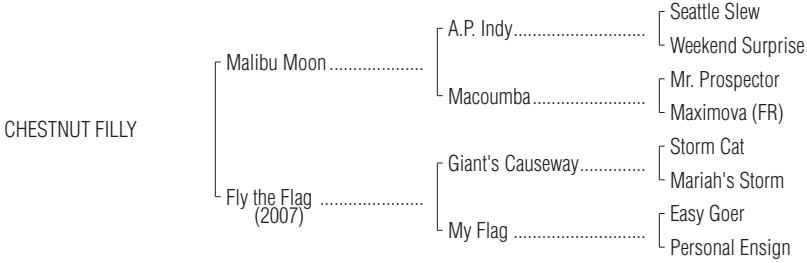 Seattle Slew
A.P. Indy............................
Weekend Surprise
Malibu Moon....................
Mr. Prospector
Macoumba........................
Maximova (FR)
CHESTNUT FILLY
Storm Cat
Giant's Causeway..............
Mariah's Storm
Fly the Flag ......................
(2007)
Easy Goer
My Flag ............................
Personal Ensign